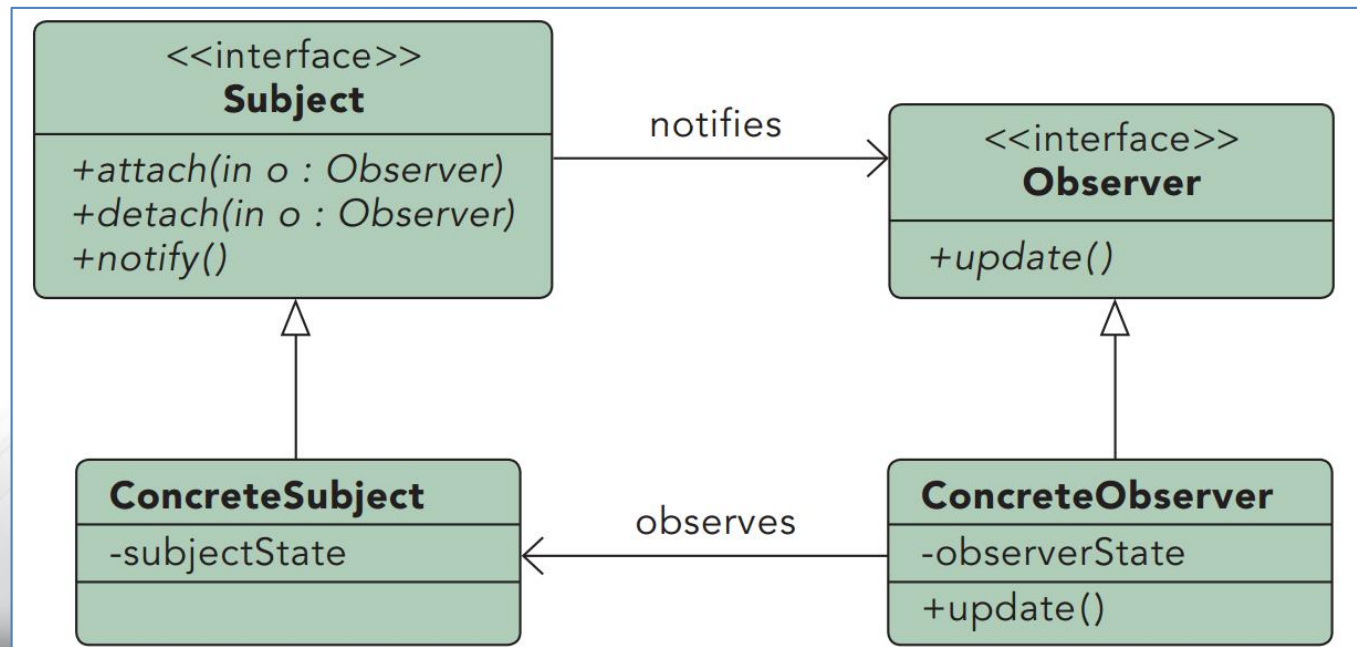 <<interface>>
Subject
+attach(in o : Observer)
+detach(in o : Observer)
+notify()
notifies
<<interface>>
Observer
+update()
ConcreteSubject
-subjectState
observes
ConcreteObserver
-observerState
+update()